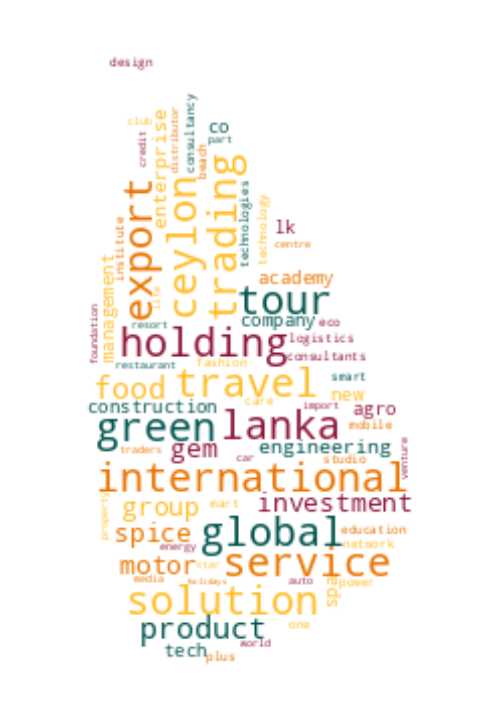 design
club
credit
enterprise
distributor
consultancy
co
part
beach
export
ceylon
trading
technologies
technology
lk
centre
institute
management
life
academy
tour
foundation
resort
company
eco
holding
logistics
consultants
restaurant
fashion
smart
food
travel
new
care
construction
import
agro
green
lanka
mobile
traders
gem
engineering
car
studio
venture
international
property
group
mart
investment
spice
global
education
energy
network
motor
star
service
media
holidays
auto
power
spa
solution
product
one
tech
world
plus